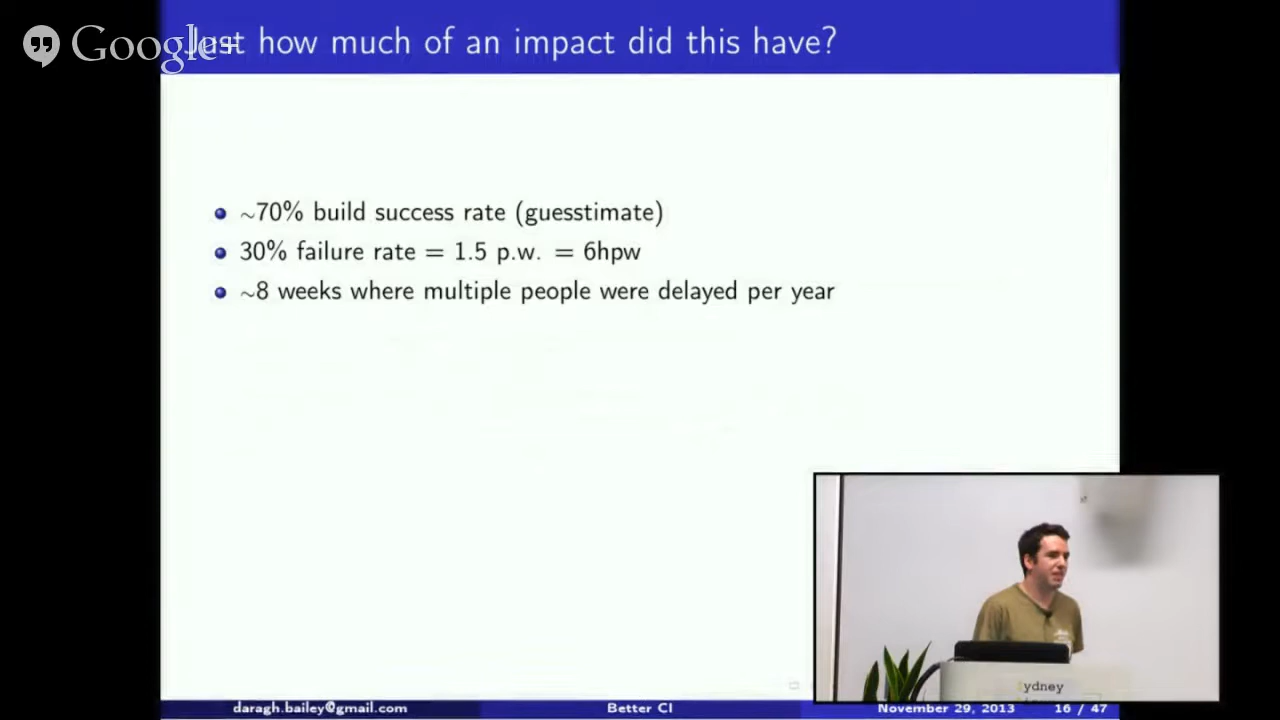 Google+
Just how much of an impact did this have?
~70% build success rate (guesstimate)
30% failure rate = 1.5 p.w. = 6hpw
~8 weeks where multiple people were delayed per year
ydney
daragh.bailey@gmail.com Better CI November 29, 2013 16 / 47